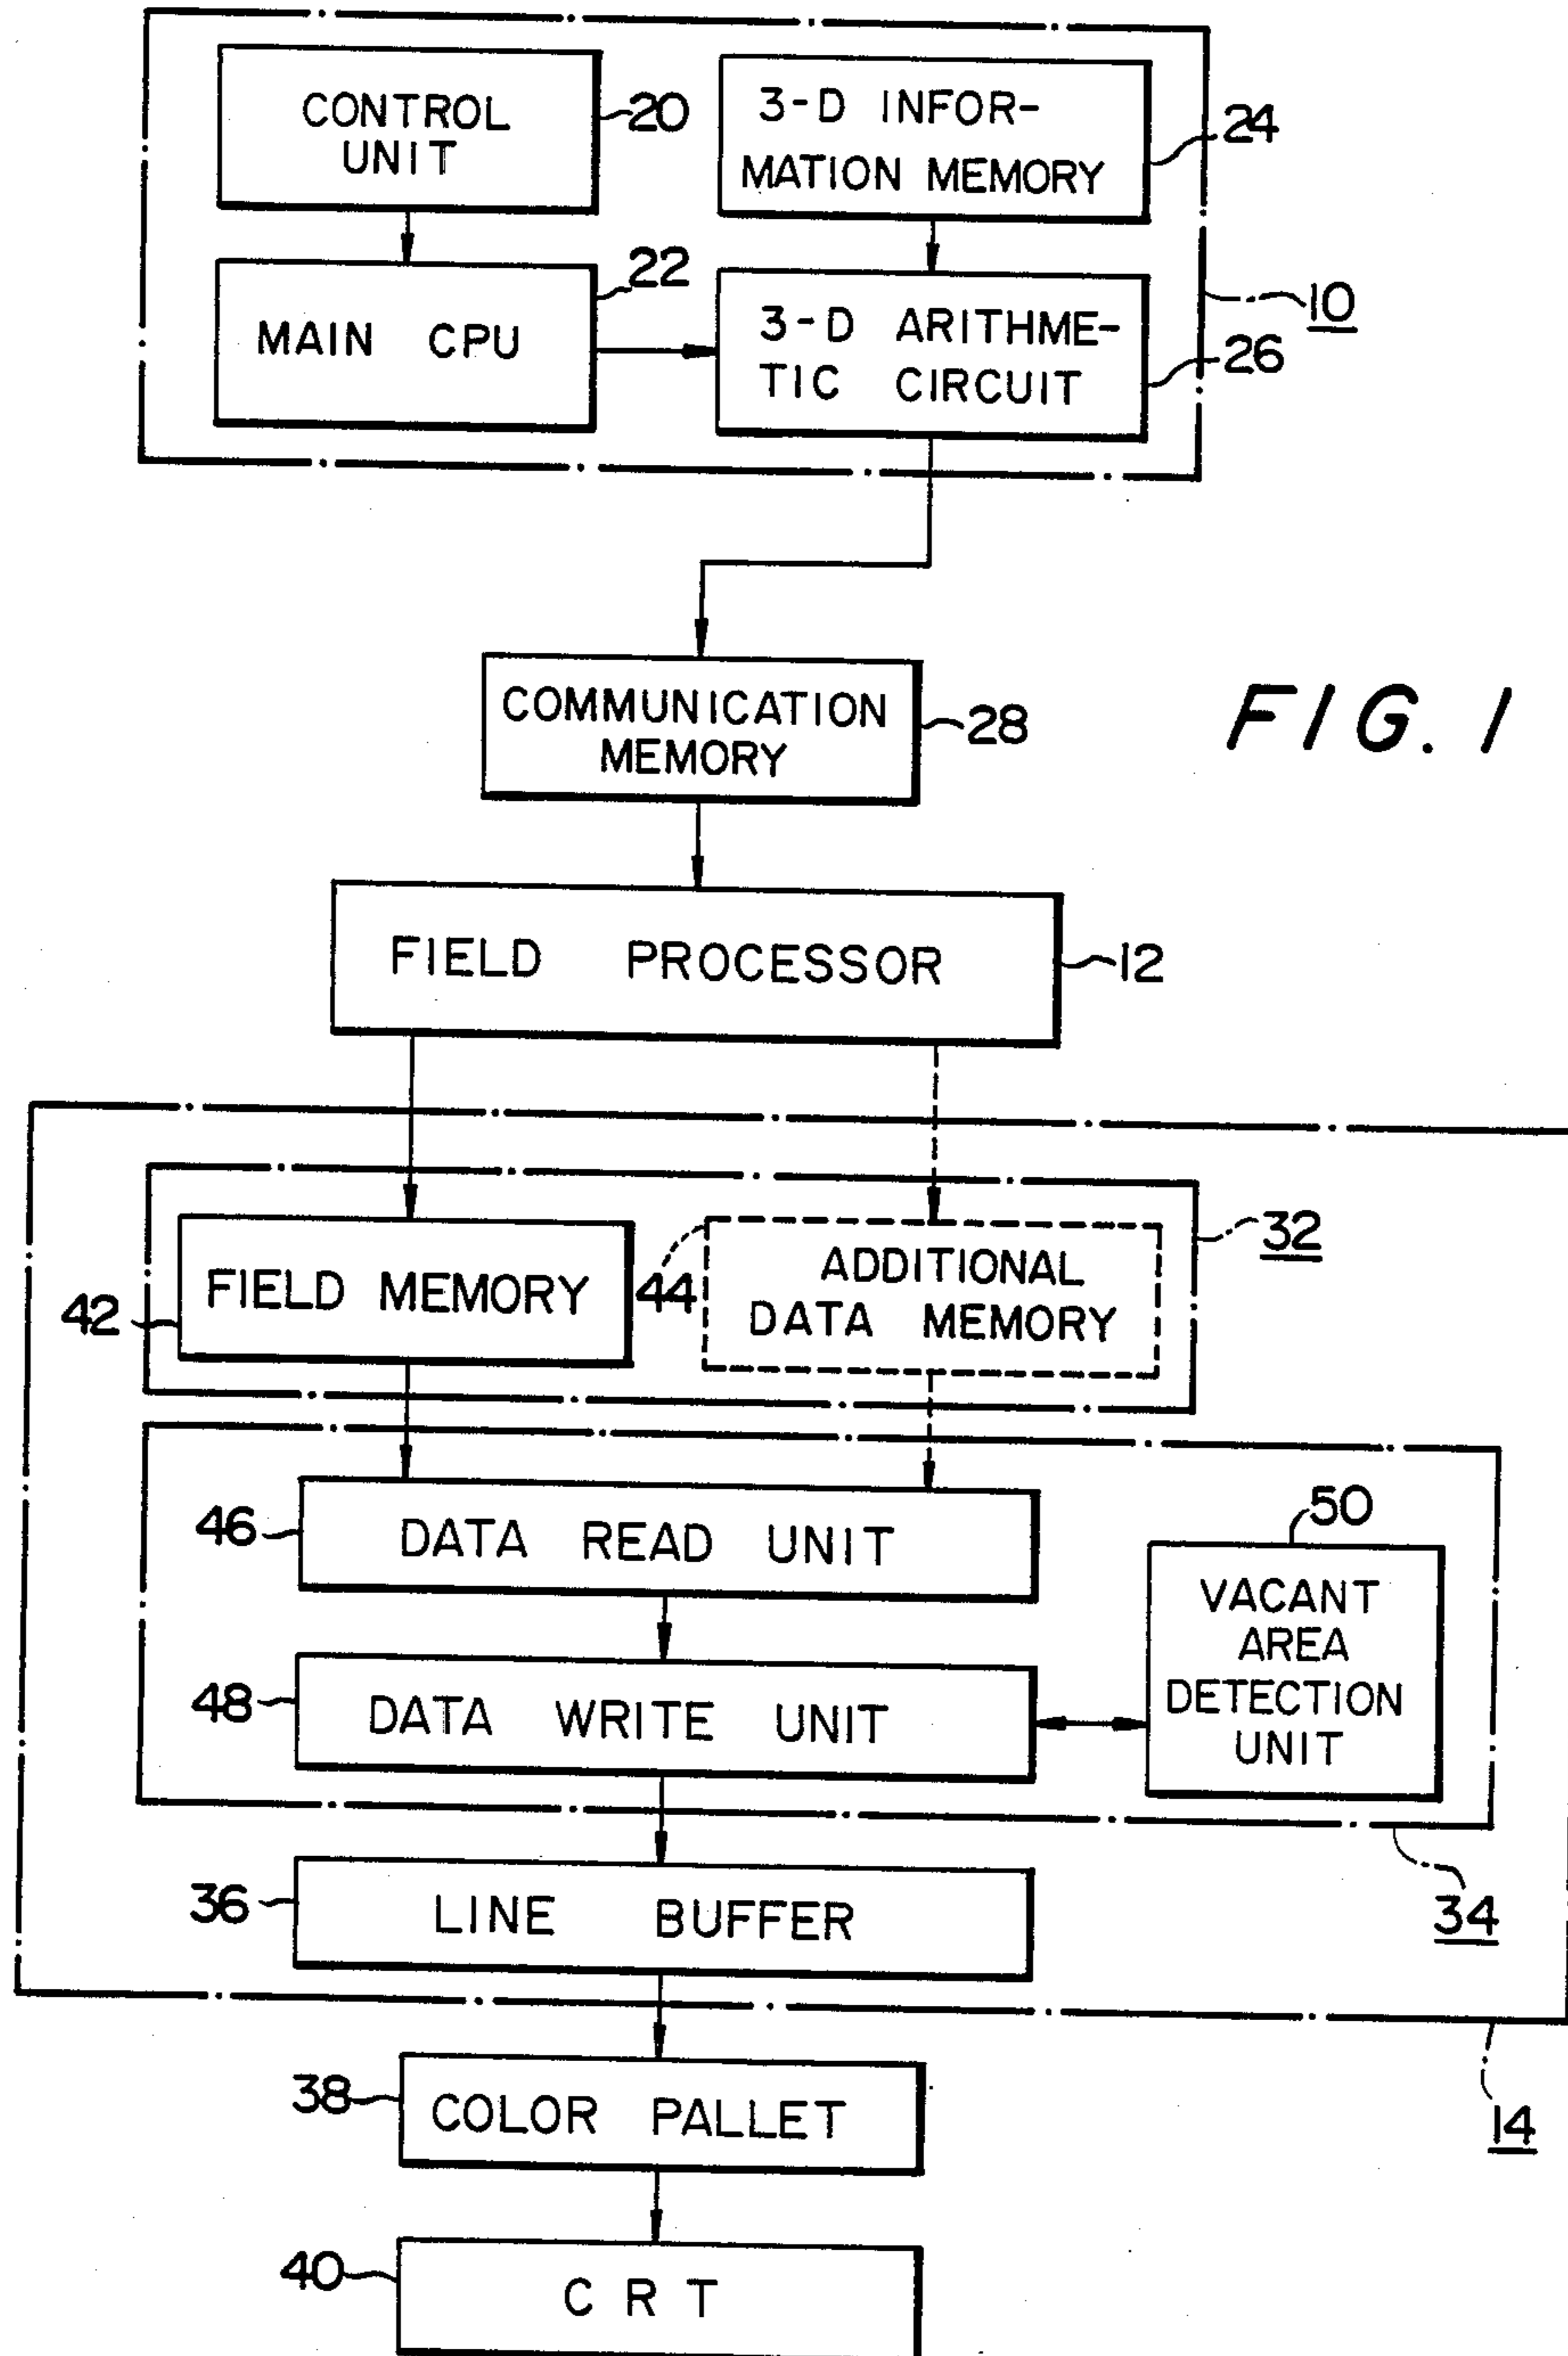 CONTROL
UNIT
20
3-D INFOR-
MATION MEMORY
24
MAIN CPU
22
3-D ARITHME-
TIC CIRCUIT
26
10
COMMUNICATION
MEMORY
28
FIG. 1
FIELD PROCESSOR
12
FIELD MEMORY
42
44
ADDITIONAL
DATA MEMORY
32
46
DATA READ UNIT
50
VACANT
AREA
DETECTION
UNIT
48
DATA WRITE UNIT
34
36
LINE BUFFER
38
COLOR PALLET
14
40
CRT